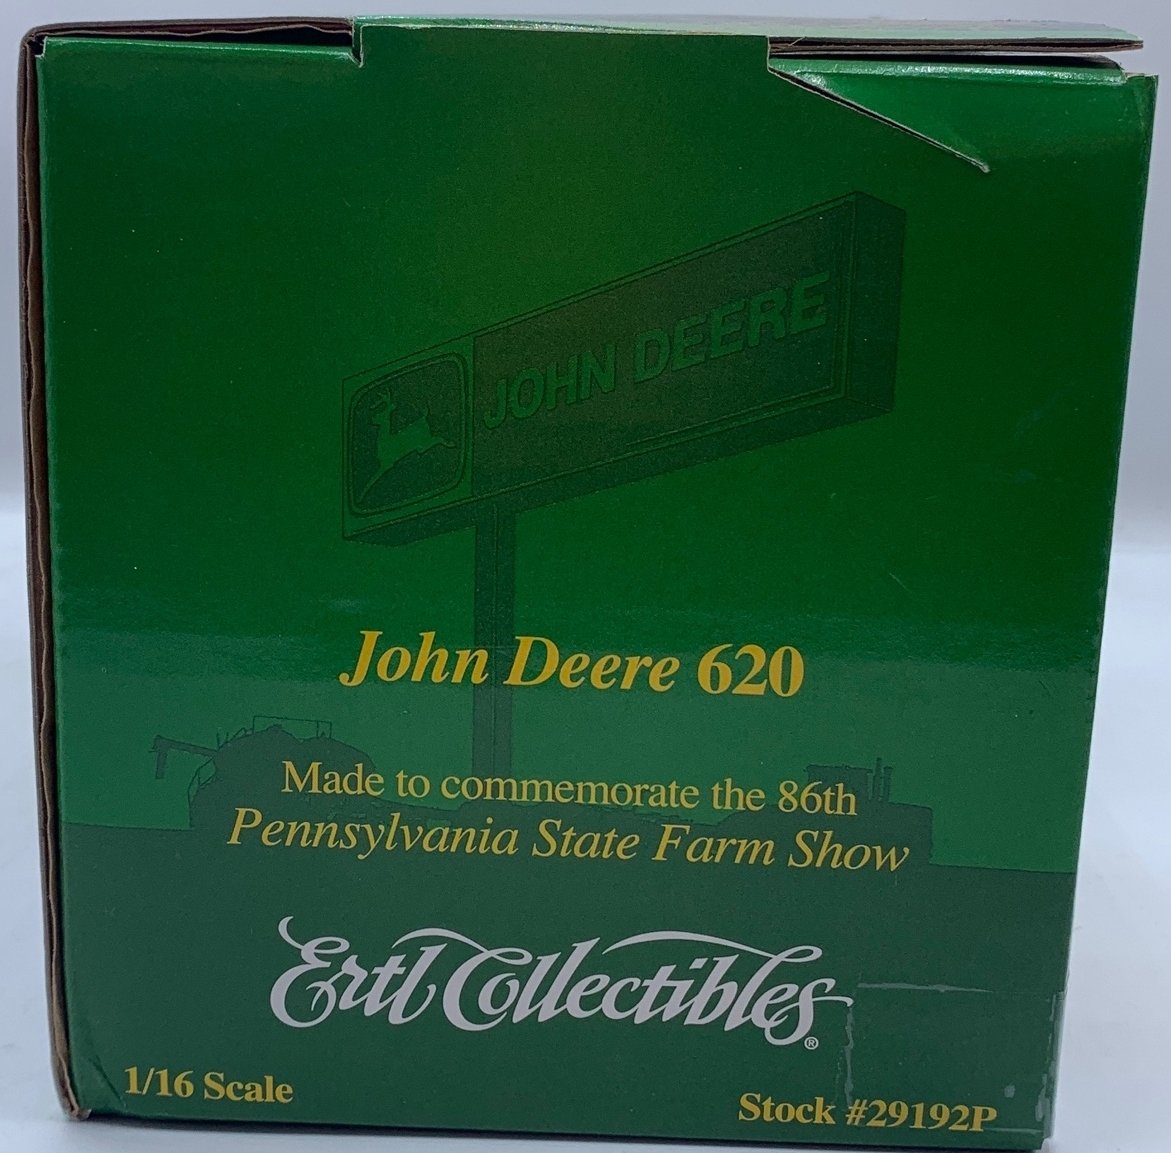 JOHN DEERE
John Deere 620
Made to commemorate the 86th
Pennsylvania State Farm Show
Ertl Collectibles®
1/16 Scale
Stock #29192P